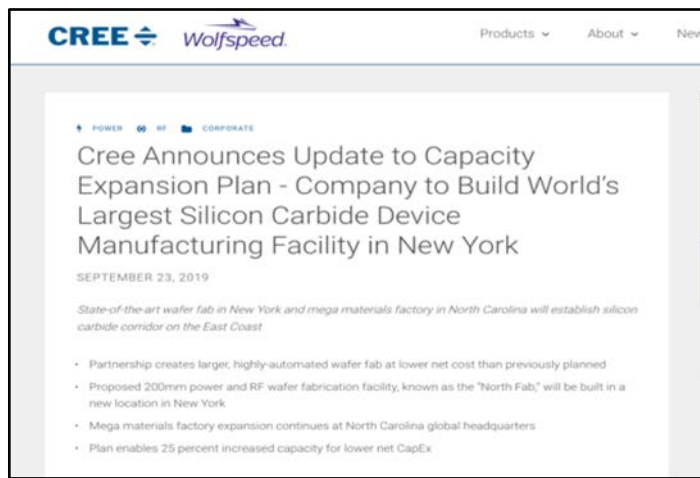 CREE Wolfspeed. Products About New
POWER RF CORPORATE
Cree Announces Update to Capacity
Expansion Plan - Company to Build World's
Largest Silicon Carbide Device
Manufacturing Facility in New York
SEPTEMBER 23, 2019
State-of-the-art wafer fab in New York and mega materials factory in North Carolina will establish silicon
carbide corridor on the East Coast
• Partnership creates larger, highly-automated wafer fab at lower net cost than previously planned
• Proposed 200mm power and RF wafer fabrication facility, known as the "North Fab," will be built in a
new location in New York
• Mega materials factory expansion continues at North Carolina global headquarters
• Plan enables 25 percent increased capacity for lower net CapEx